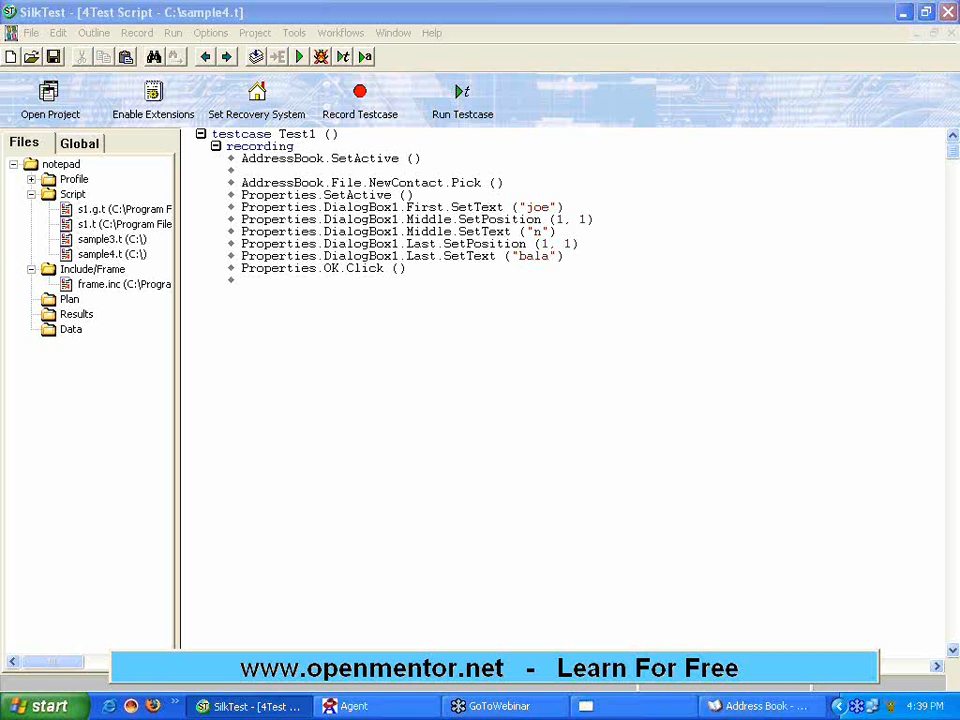 SilkTest - [4Test Script - C:\sample4.t]
File Edit Outline Record Run Options Project Tools Workflows Window Help
Open Project Enable Extensions Set Recovery System Record Testcase Run Testcase
Files Global
notepad
Profile
Script
s1.g.t (C:\Program F
s1.t (C:\Program File
sample3.t (C:\)
sample4.t (C:\)
Include/Frame
frame.inc (C:\Progra
Plan
Results
Data
testcase Test1 ()
recording
AddressBook.SetActive ()
AddressBook.File.NewContact.Pick ()
Properties.SetActive ()
Properties.DialogBox1.First.SetText ("joe")
Properties.DialogBox1.Middle.SetPosition (1, 1)
Properties.DialogBox1.Middle.SetText ("n")
Properties.DialogBox1.Last.SetPosition (1, 1)
Properties.DialogBox1.Last.SetText ("bala")
Properties.OK.Click ()
www.openmentor.net - Learn For Free
start SilkTest - [4Test ... Agent GoToWebinar Address Book - ... 4:39 PM